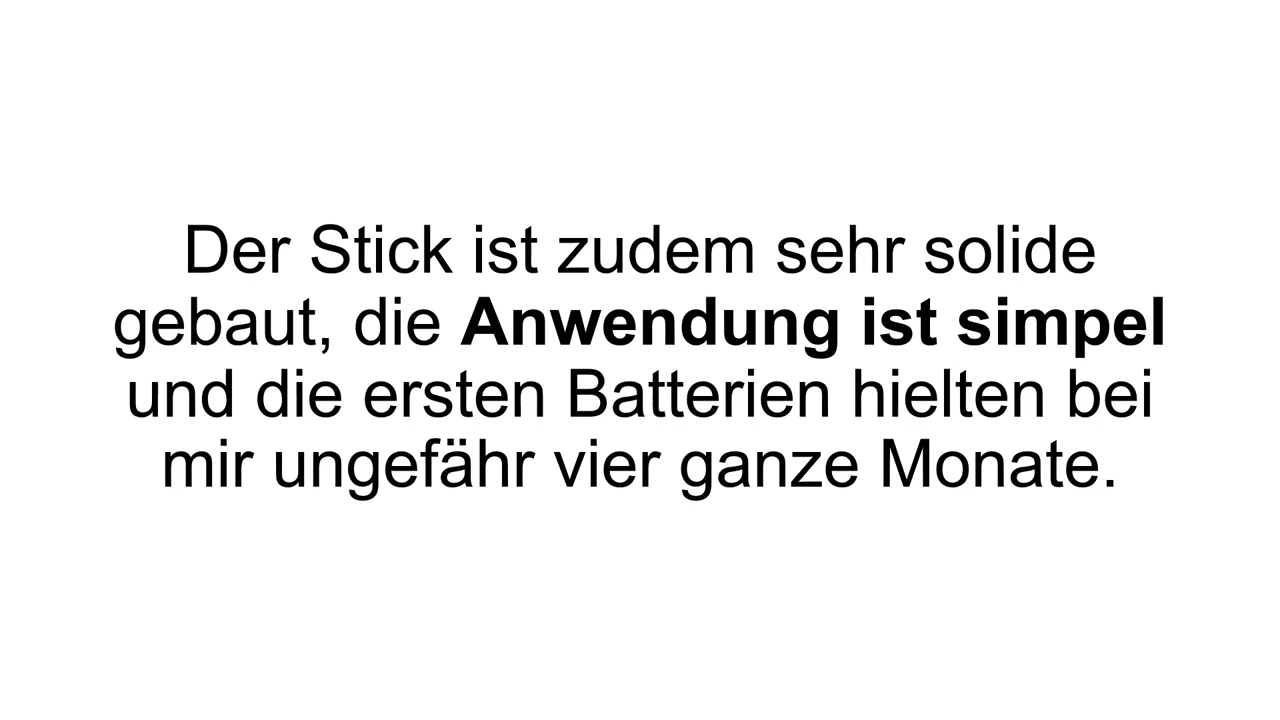 Der Stick ist zudem sehr solide
gebaut, die Anwendung ist simpel
und die ersten Batterien hielten bei
mir ungefähr vier ganze Monate.